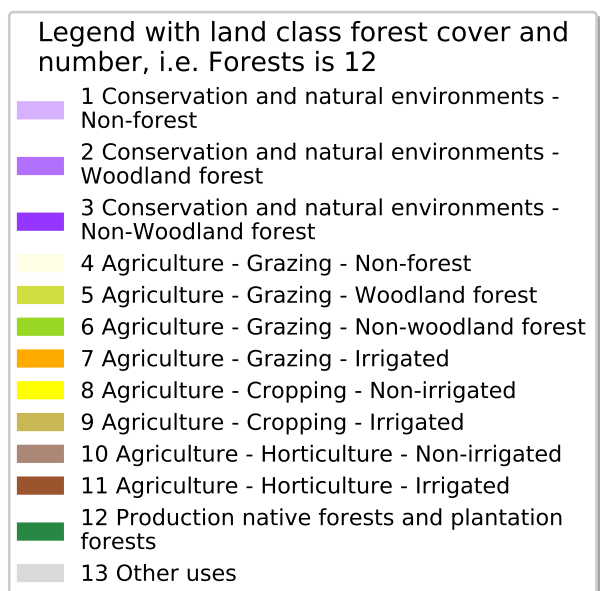 Legend with land class forest cover and
number, i.e. Forests is 12
1 Conservation and natural environments -
Non-forest
2 Conservation and natural environments -
Woodland forest
3 Conservation and natural environments -
Non-Woodland forest
4 Agriculture - Grazing - Non-forest
5 Agriculture - Grazing - Woodland forest
6 Agriculture - Grazing - Non-woodland forest
7 Agriculture - Grazing - Irrigated
8 Agriculture - Cropping - Non-irrigated
9 Agriculture - Cropping - Irrigated
10 Agriculture - Horticulture - Non-irrigated
11 Agriculture - Horticulture - Irrigated
12 Production native forests and plantation
forests
13 Other uses